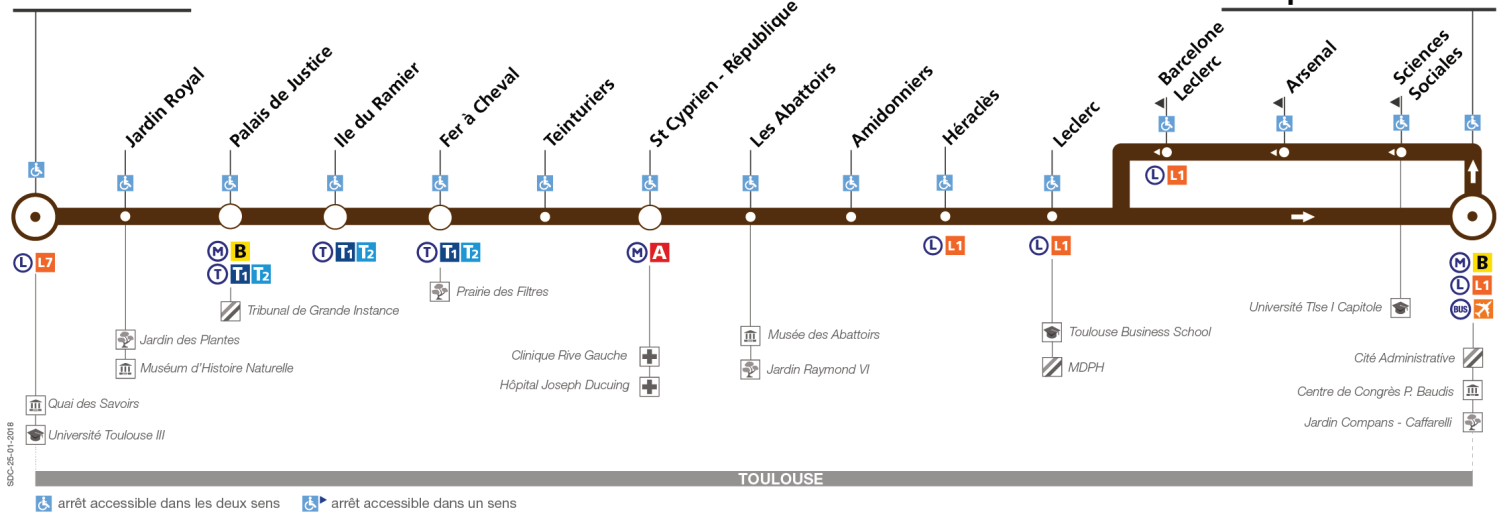 Jardin Royal
Palais de Justice
Ile du Ramier
Fer à Cheval
Teinturiers
St Cyprien - République
Les Abattoirs
Amidonniers
Héraclès
Leclerc
Barcelone
Leclerc
Arsenal
Sciences
Sociales
L L1
L L7
M B
T T1 T2
T T1 T2
T T1 T2
M A
L L1
L L1
M B
L L1
BUS
Tribunal de Grande Instance
Prairie des Filtres
Université Tlse I Capitole
Jardin des Plantes
Muséum d'Histoire Naturelle
Clinique Rive Gauche
Hôpital Joseph Ducuing
Musée des Abattoirs
Jardin Raymond VI
Toulouse Business School
MDPH
Cité Administrative
Centre de Congrès P. Baudis
Jardin Compans - Caffarelli
Quai des Savoirs
Université Toulouse III
SDC-25-01-2018
TOULOUSE
arrêt accessible dans les deux sens
arrêt accessible dans un sens